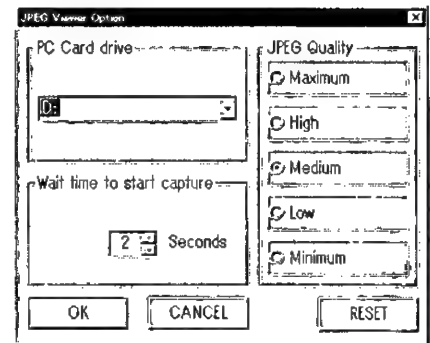 JPEG Viewer Option
PC Card drive
D:
Wait time to start capture
2 Seconds
JPEG Quality
Maximum
High
Medium
Low
Minimum
OK CANCEL RESET